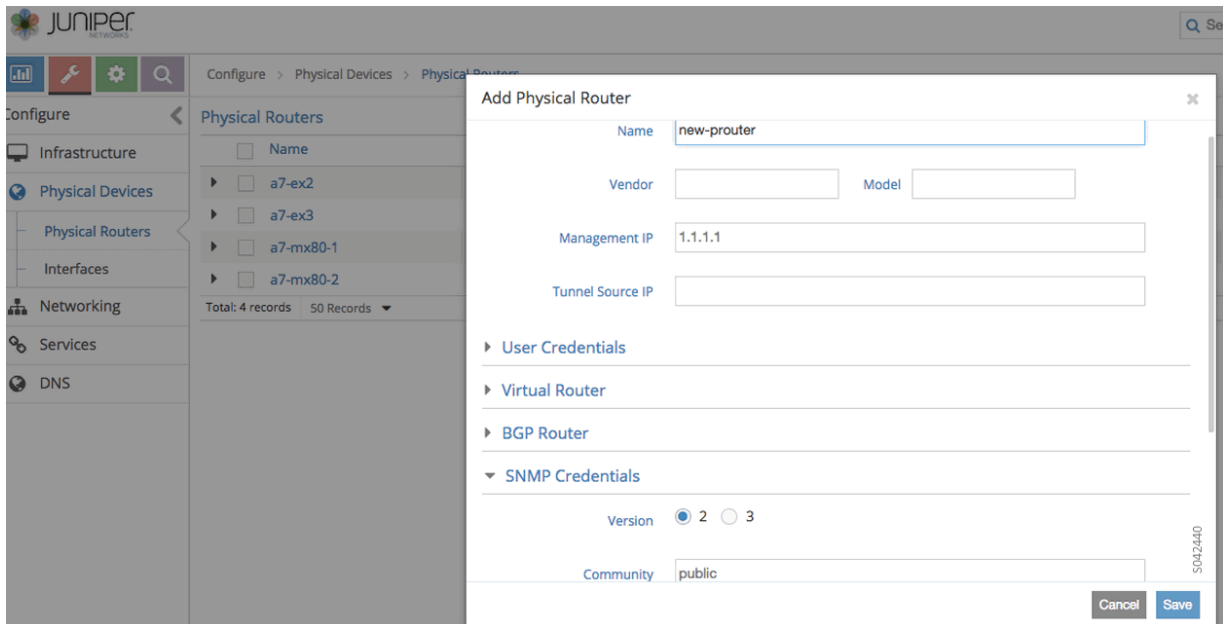 JUNIPER
NETWORKS
Se
Configure > Physical Devices > Physical Routers
Configure
Infrastructure
Physical Devices
Physical Routers
Interfaces
Networking
Services
DNS
Physical Routers
Name
a7-ex2
a7-ex3
a7-mx80-1
a7-mx80-2
Total: 4 records 50 Records
Add Physical Router
Name new-prouter
Vendor Model
Management IP 1.1.1.1
Tunnel Source IP
User Credentials
Virtual Router
BGP Router
SNMP Credentials
Version 2 3
Community public
S042440
Cancel Save